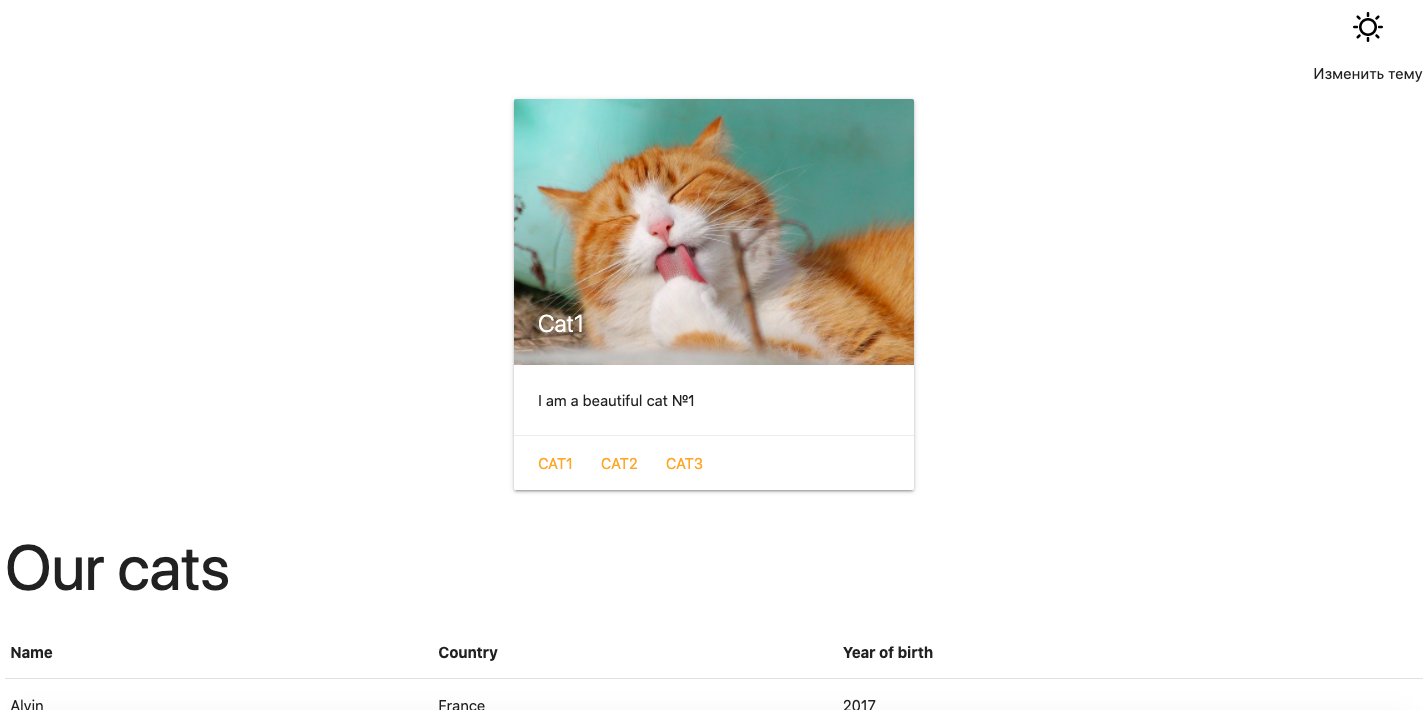 Изменить тему
Cat1
I am a beautiful cat №1
CAT1 CAT2 CAT3
Our cats
Name Country Year of birth
Alvin France 2017